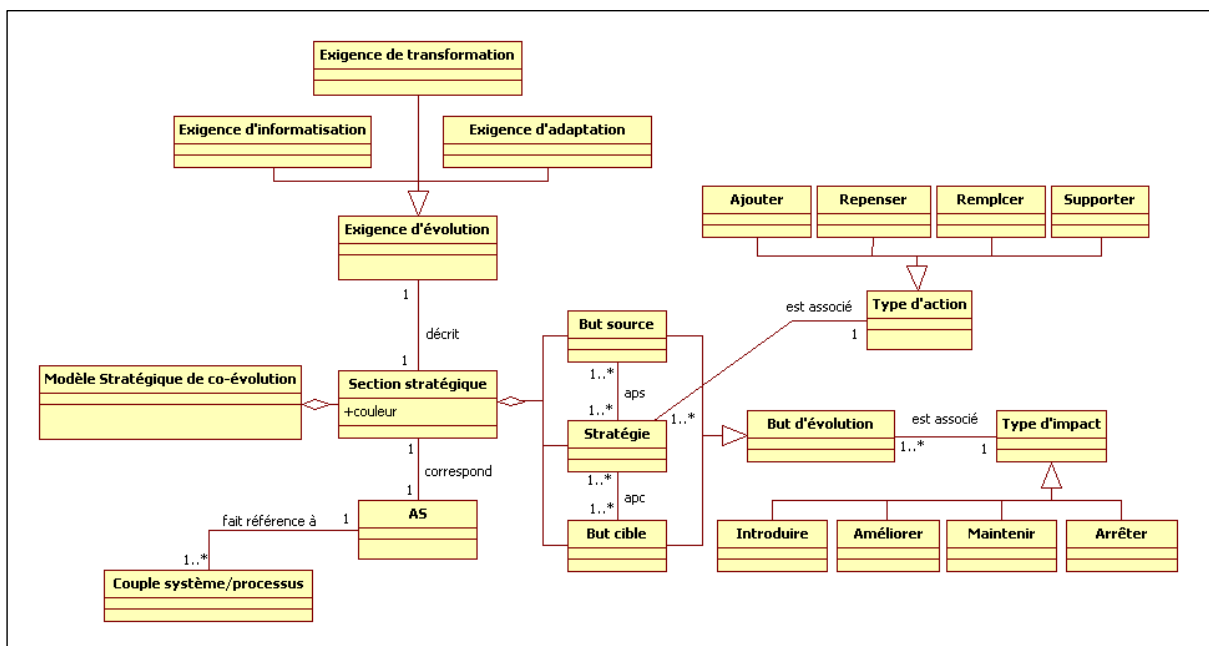 Exigence de transformation
Exigence d'informatisation
Exigence d'adaptation
Ajouter
Repenser
Remplcer
Supporter
Exigence d'évolution
1
décrit
1
Type d'action
est associé
1
But source
1..*
aps
1..*
Modèle Stratégique de co-évolution
Section stratégique
+couleur
1..*
Stratégie
But d'évolution
est associé
1..*
1
Type d'impact
1
correspond
1
1..*
apc
1..*
AS
fait référence à
1
1..*
But cible
Introduire
Améliorer
Maintenir
Arrêter
Couple système/processus